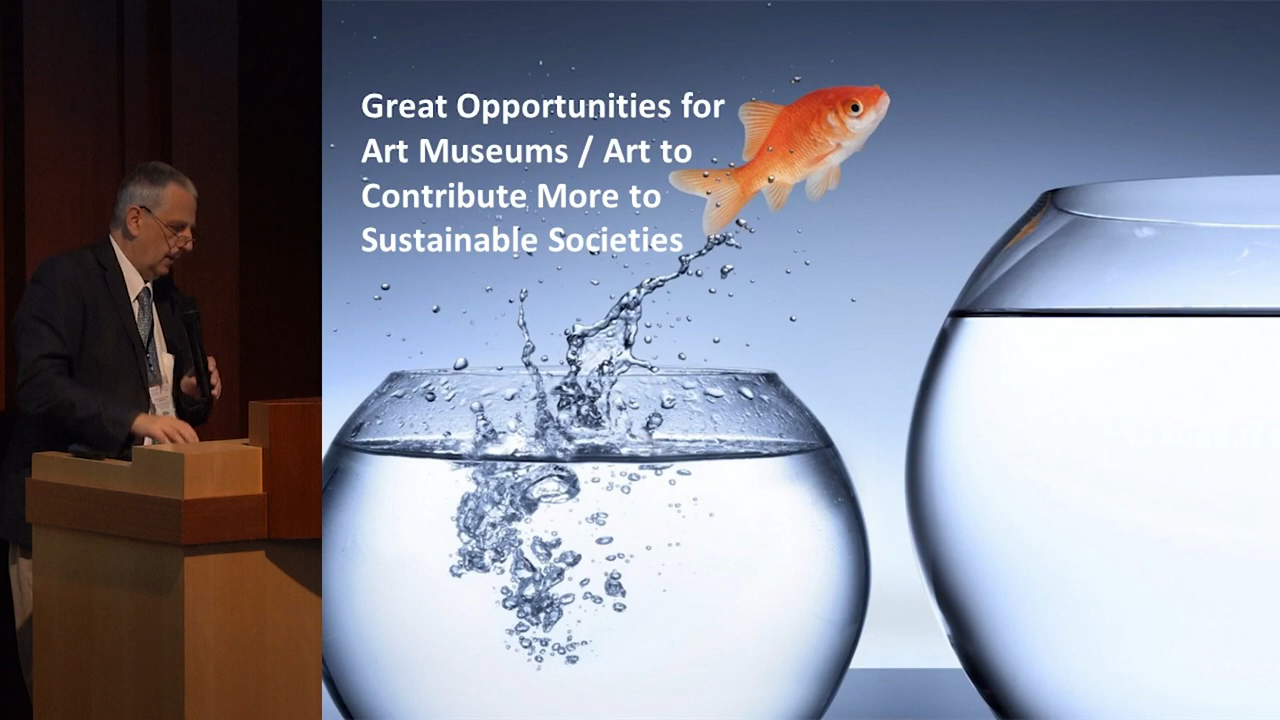 Great Opportunities for
Art Museums / Art to
Contribute More to
Sustainable Societies